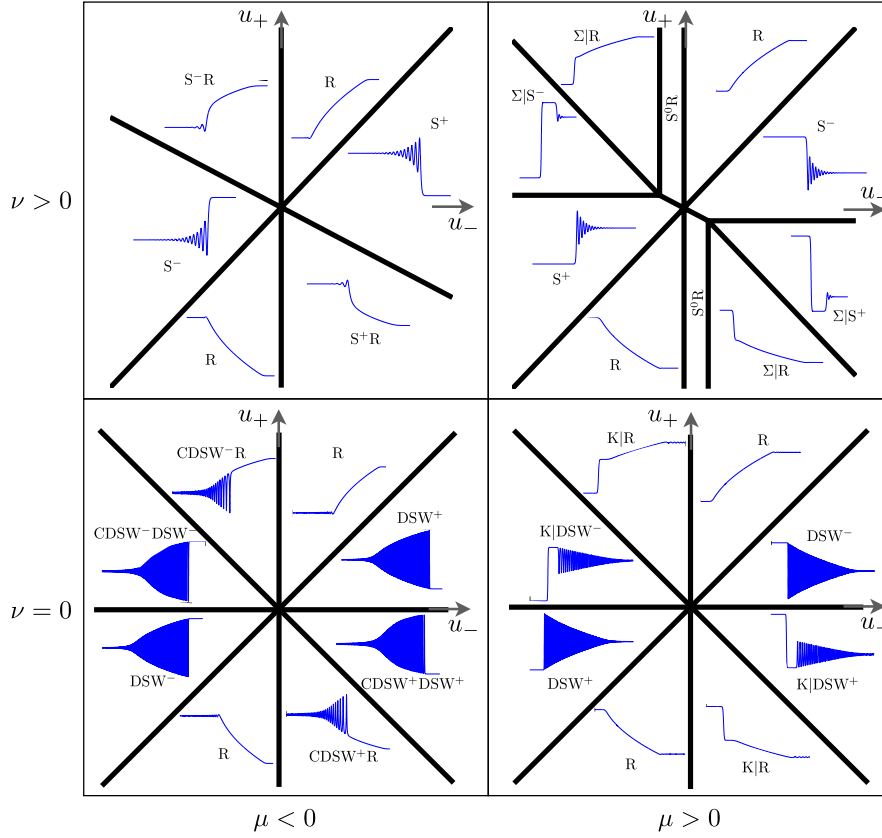 u₊
S⁻R
R
S⁺
S⁻
u₋
S⁺R
R
ν > 0
u₊
Σ|R
R
Σ|S⁻
S⁰R
S⁻
u₋
S⁺
Σ|S⁺
S⁰R
R
Σ|R
u₊
CDSW⁻R
R
CDSW⁻DSW⁻
DSW⁺
u₋
DSW⁻
CDSW⁺DSW⁺
R
CDSW⁺R
ν = 0
u₊
K|R
R
K|DSW⁻
DSW⁻
u₋
DSW⁺
K|DSW⁺
R
K|R
μ < 0
μ > 0